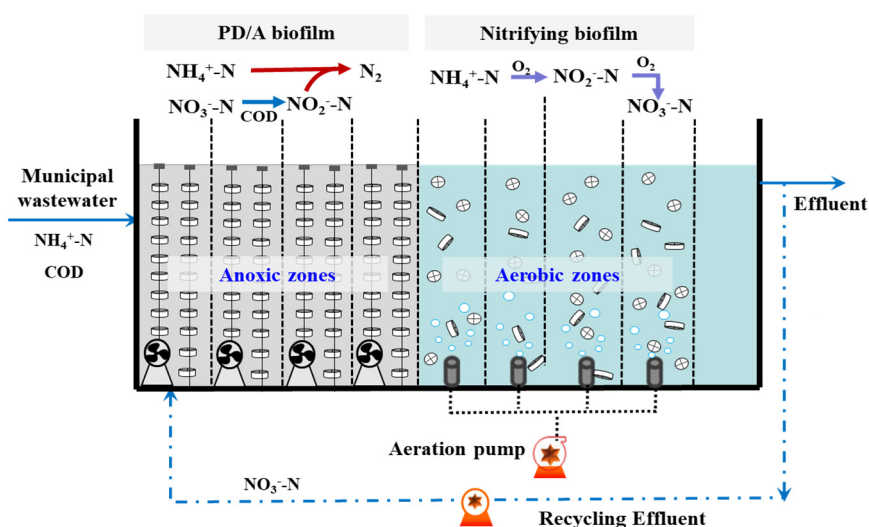 PD/A biofilm
Nitrifying biofilm
NH₄⁺-N
N₂
NO₃⁻-N
COD
NO₂⁻-N
NH₄⁺-N
O₂
NO₂⁻-N
O₂
NO₃⁻-N
Municipal
wastewater
NH₄⁺-N
COD
Anoxic zones
Aerobic zones
Effluent
Aeration pump
NO₃⁻-N
Recycling Effluent